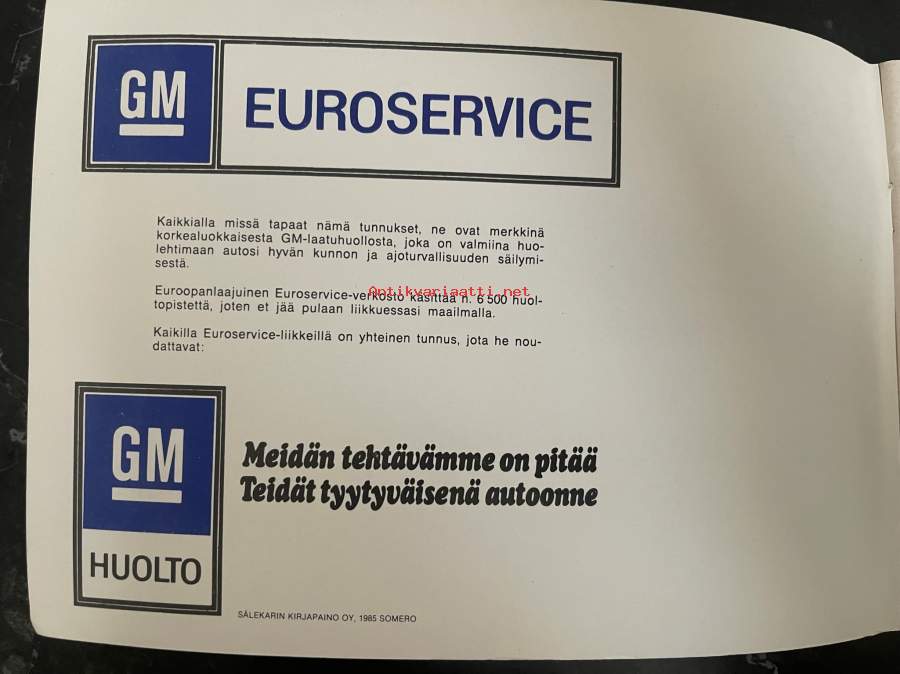 GM
EUROSERVICE
Kaikkialla missä tapaat nämä tunnukset, ne ovat merkkinä
korkealuokkaisesta GM-laatuhuollosta, joka on valmiina huo-
lehtimaan autosi hyvän kunnon ja ajoturvallisuuden säilymi-
sestä.
Antikvariaatti.net
Euroopanlaajuinen Euroservice-verkosto käsittää n. 6 500 huol-
topistettä, joten et jää pulaan liikkuessasi maailmalla.
Kaikilla Euroservice-liikkeillä on yhteinen tunnus, jota he nou-
dattavat:
GM
HUOLTO
Meidän tehtävämme on pitää
Teidät tyytyväisenä autoonne
SÄLEKARIN KIRJAPAINO OY, 1985 SOMERO